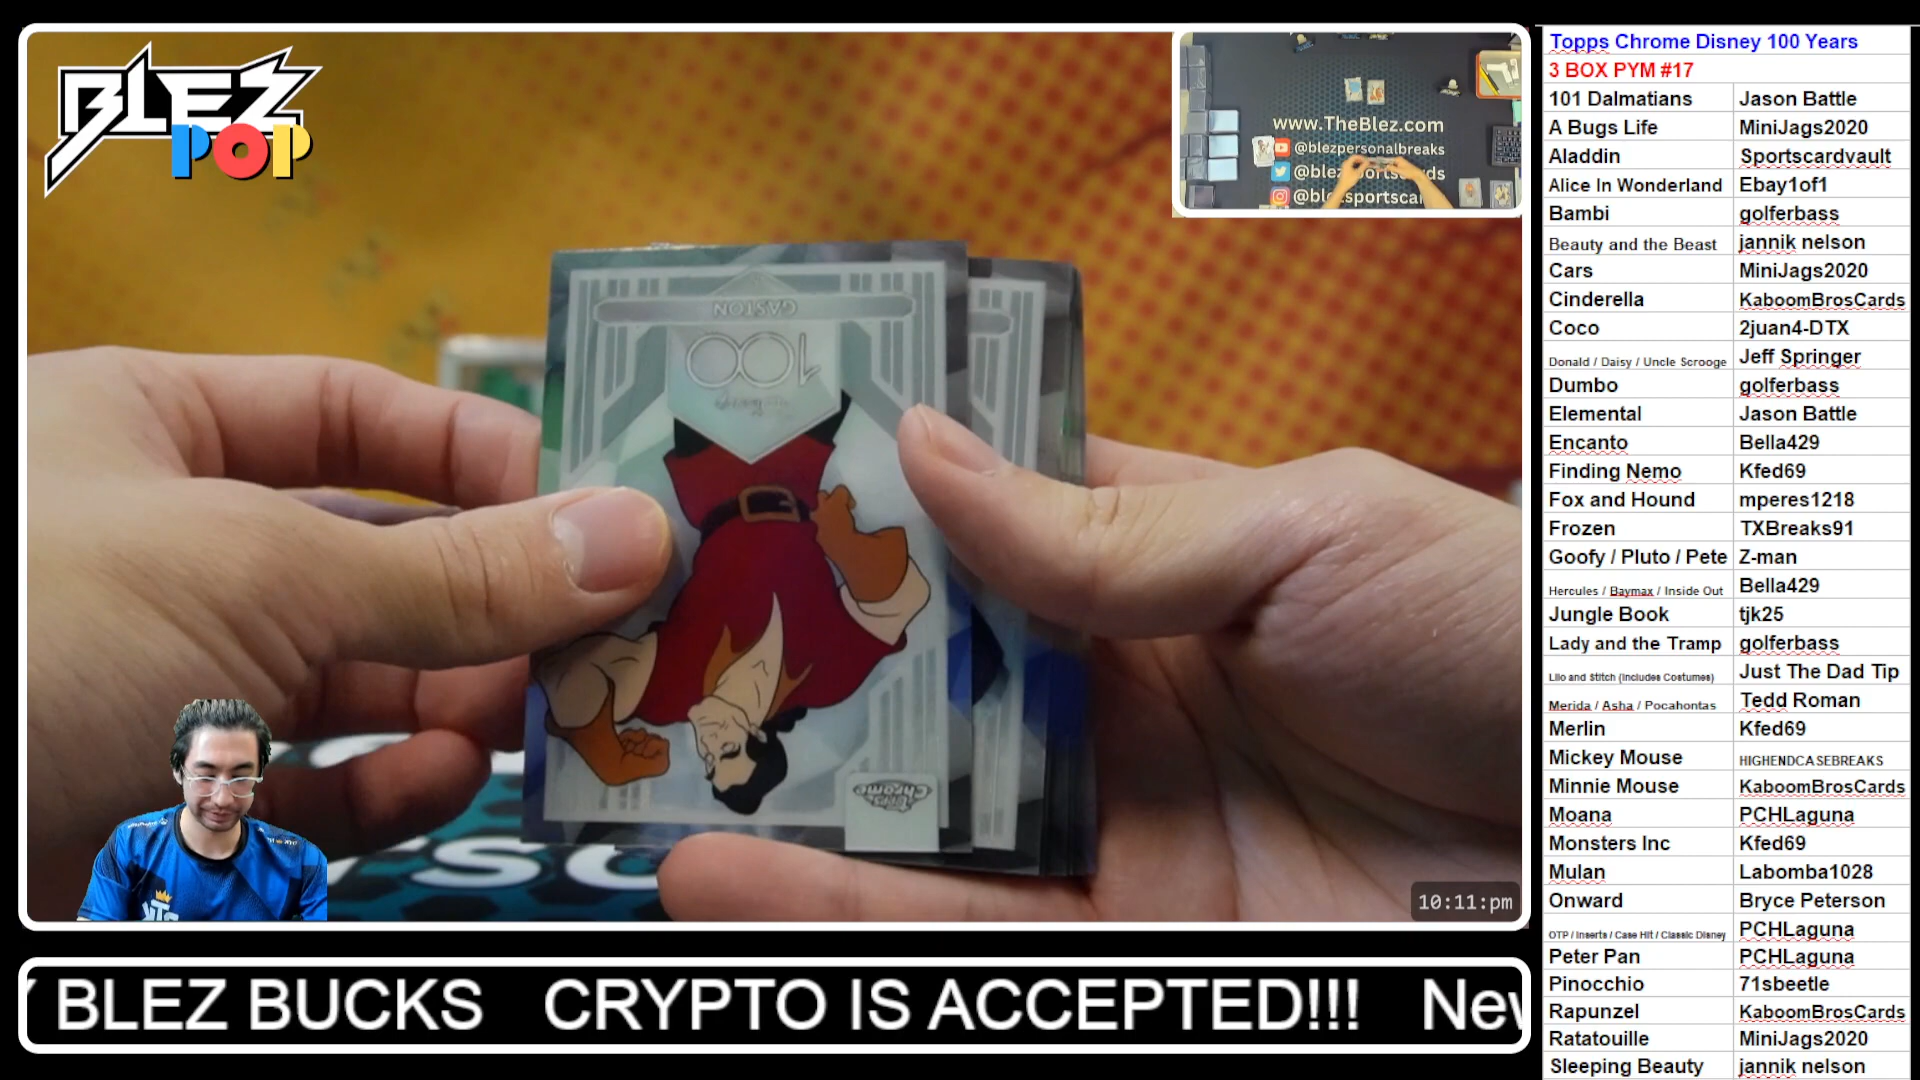 BLEZ
POP
www.TheBlez.com
@blezpersonalbreaks
GASTON
100
Disney
Topps
Chrome
10:11:pm
BLEZ BUCKS CRYPTO IS ACCEPTED!!!
Topps Chrome Disney 100 Years
3 BOX PYM #17
101 Dalmatians Jason Battle
A Bugs Life MiniJags2020
Aladdin Sportscardvault
Alice In Wonderland Ebay1of1
Bambi golferbass
Beauty and the Beast jannik nelson
Cars MiniJags2020
Cinderella KaboomBrosCards
Coco 2juan4-DTX
Donald / Daisy / Uncle Scrooge Jeff Springer
Dumbo golferbass
Elemental Jason Battle
Encanto Bella429
Finding Nemo Kfed69
Fox and Hound mperes1218
Frozen TXBreaks91
Goofy / Pluto / Pete Z-man
Hercules / Baymax / Inside Out Bella429
Jungle Book tjk25
Lady and the Tramp golferbass
Lilo and Stitch (Includes Costumes) Just The Dad Tip
Merida / Asha / Pocahontas Tedd Roman
Merlin Kfed69
Mickey Mouse HIGHENDCASEBREAKS
Minnie Mouse KaboomBrosCards
Moana PCHLaguna
Monsters Inc Kfed69
Mulan Labomba1028
Onward Bryce Peterson
OTP / Inserts / Case Hit / Classic Disney PCHLaguna
Peter Pan PCHLaguna
Pinocchio 71sbeetle
Rapunzel KaboomBrosCards
Ratatouille MiniJags2020
Sleeping Beauty jannik nelson